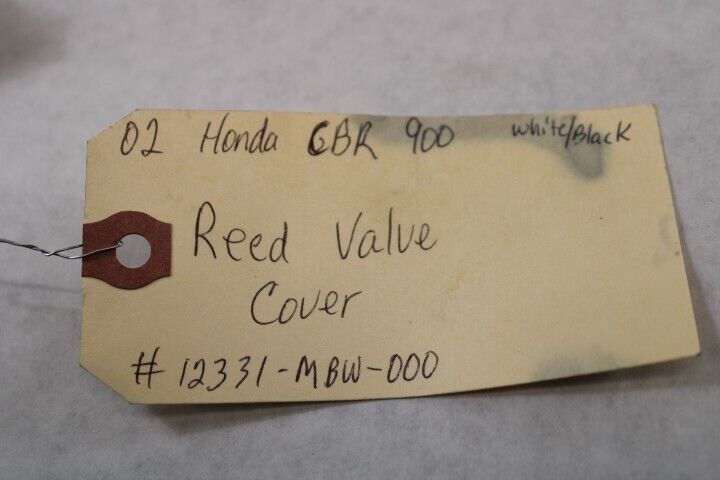 02 Honda CBR 900 White/Black
Reed Valve
Cover
# 12331-MBW-000